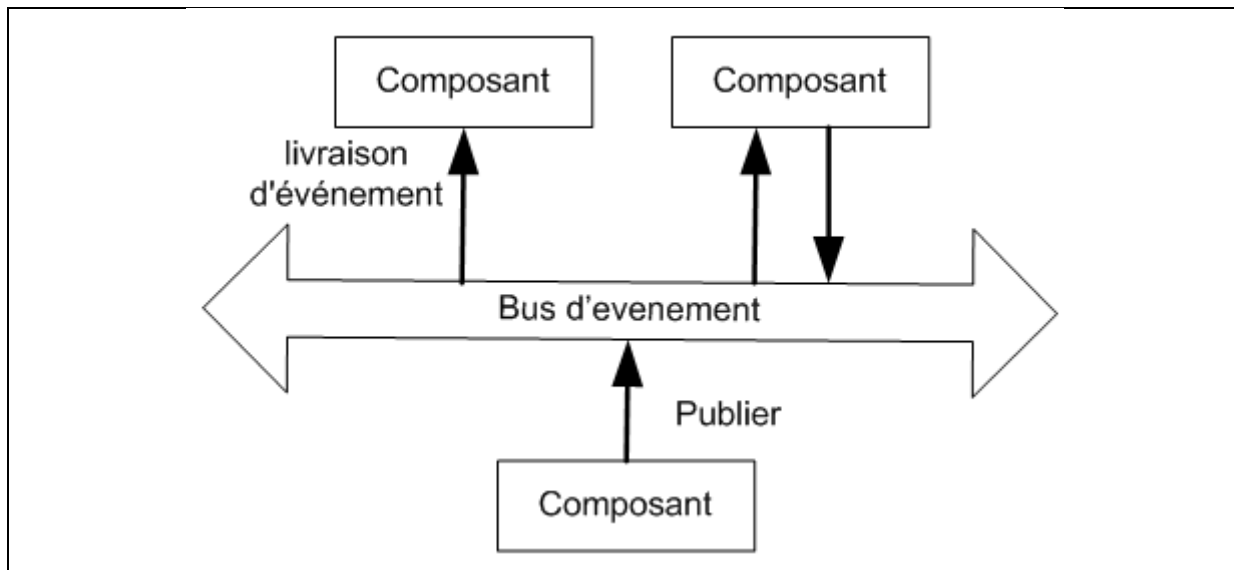 Composant
Composant
livraison
d'événement
Bus d’evenement
Publier
Composant